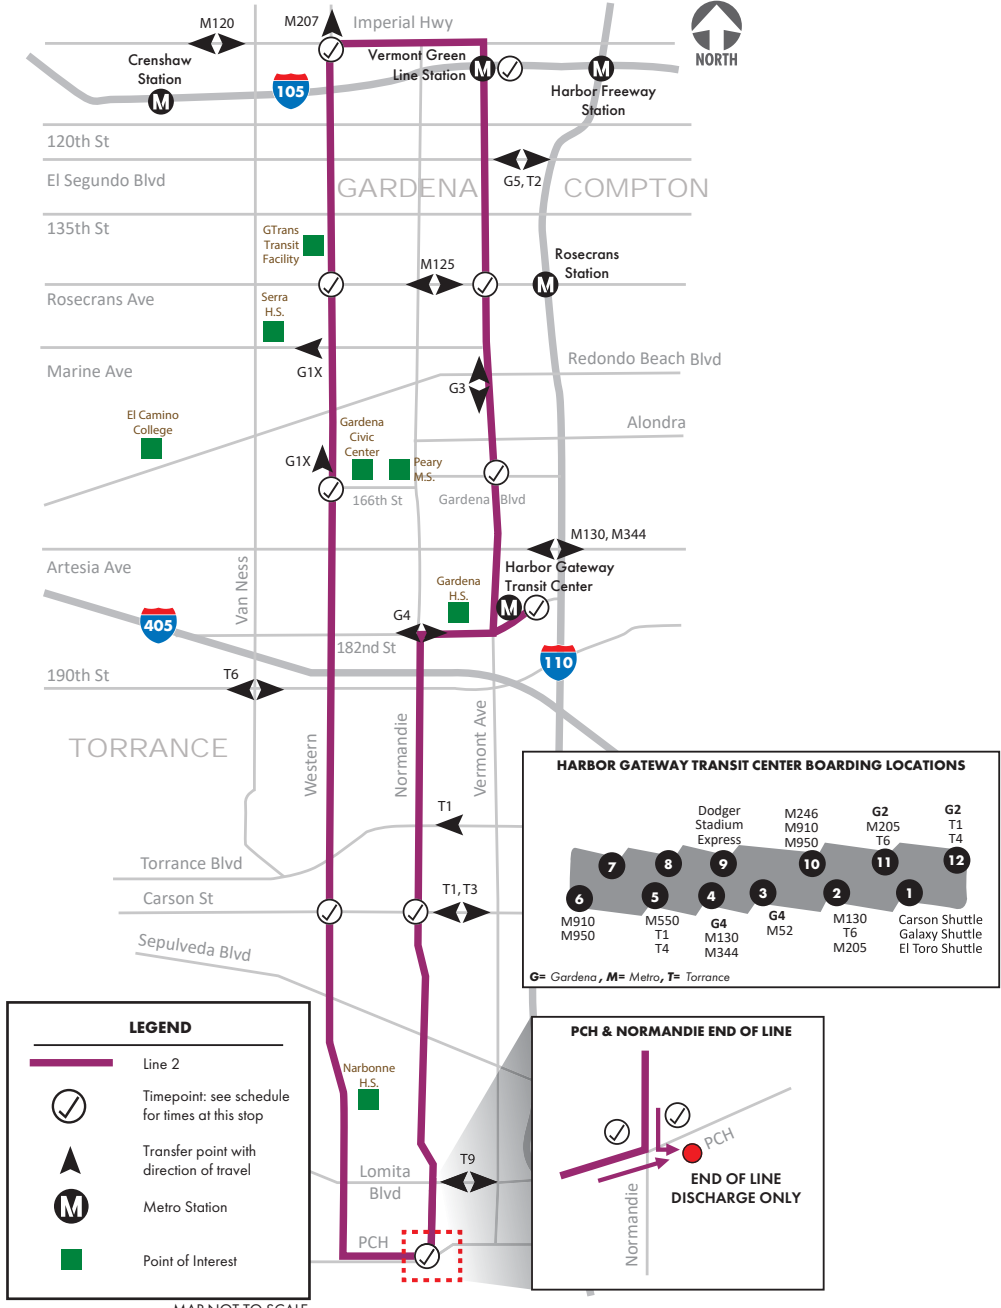 M120
M207
Imperial Hwy
NORTH
Crenshaw
Station
M
105
Vermont Green
Line Station
M
M
Harbor Freeway
Station
120th St
El Segundo Blvd
G5, T2
GARDENA
COMPTON
135th St
GTrans
Transit
Facility
M125
Rosecrans
Station
M
Rosecrans Ave
Serra
H.S.
G1X
Marine Ave
Redondo Beach Blvd
G3
El Camino
College
Gardena
Civic
Center
Alondra
G1X
Peary
M.S.
166th St
Gardena Blvd
M130, M344
Artesia Ave
Van Ness
Harbor Gateway
Transit Center
M
Gardena
H.S.
405
G4
182nd St
110
190th St
T6
TORRANCE
Western
Normandie
Vermont Ave
T1
Torrance Blvd
Carson St
T1, T3
Sepulveda Blvd
Narbonne
H.S.
T9
Lomita
Blvd
PCH
HARBOR GATEWAY TRANSIT CENTER BOARDING LOCATIONS
Dodger
Stadium
Express
M246
M910
M950
G2
M205
T6
G2
T1
T4
7
8
9
10
11
12
6
5
4
3
2
1
M910
M950
M550
T1
T4
G4
M130
M344
G4
M52
M130
T6
M205
Carson Shuttle
Galaxy Shuttle
El Toro Shuttle
G= Gardena , M= Metro, T= Torrance
LEGEND
Line 2
Timepoint: see schedule
for times at this stop
Transfer point with
direction of travel
M
Metro Station
Point of Interest
MAP NOT TO SCALE
PCH & NORMANDIE END OF LINE
PCH
END OF LINE
DISCHARGE ONLY
Normandie